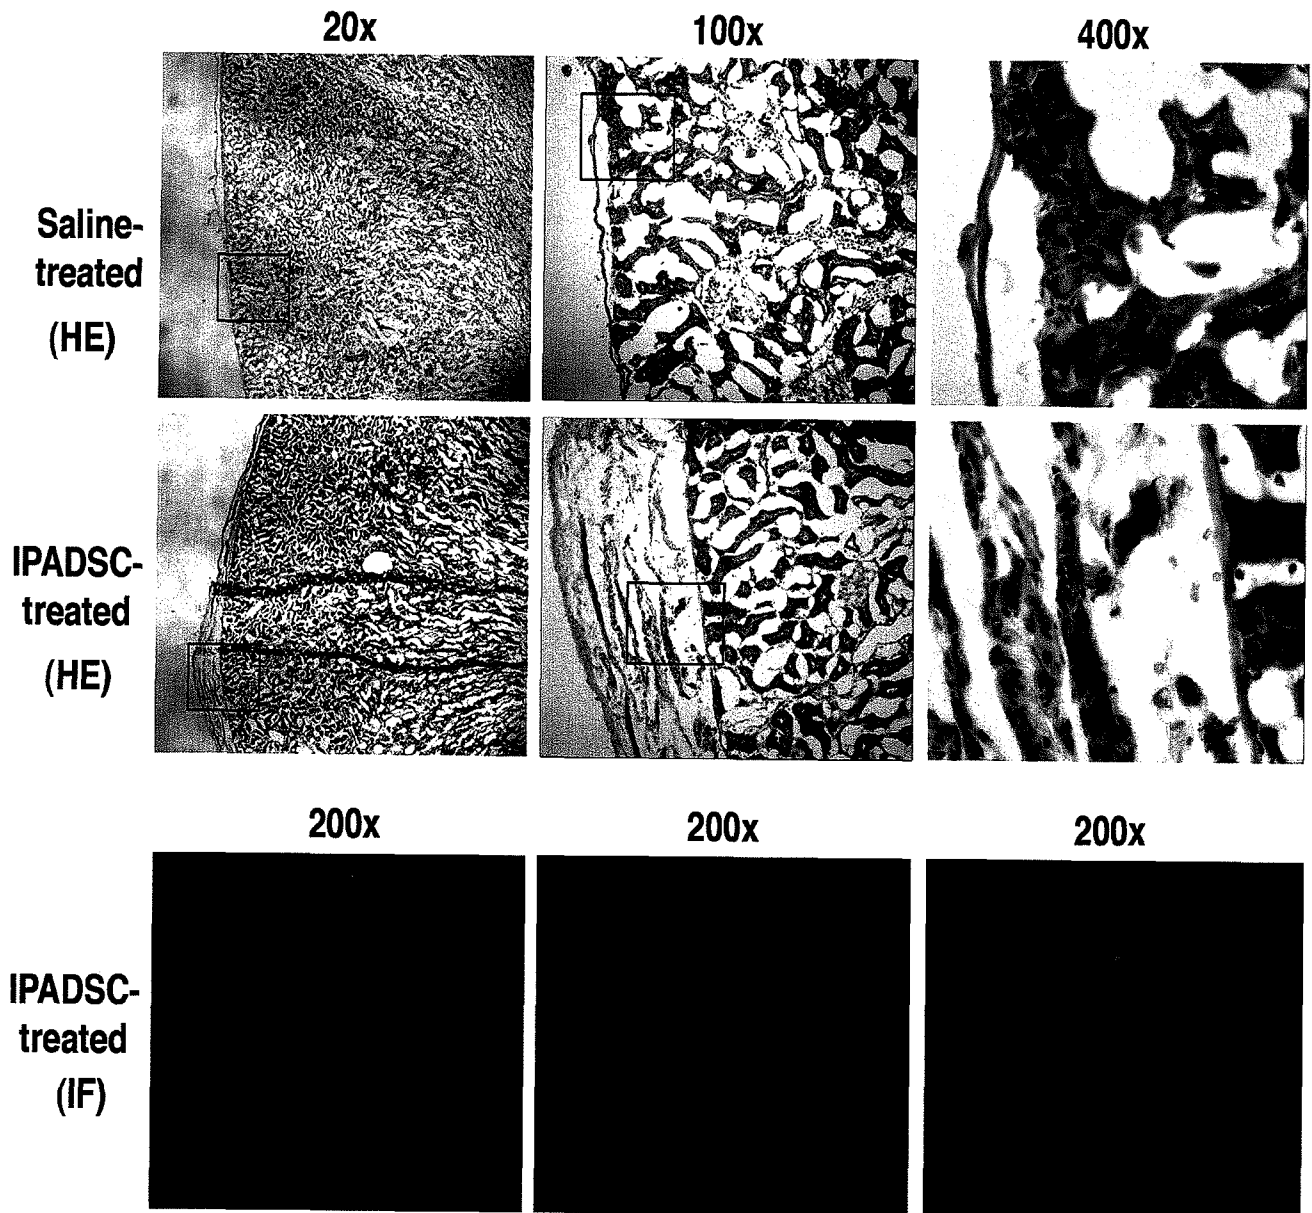 20x
100x
400x
Saline-
treated
(HE)
IPADSC-
treated
(HE)
200x
200x
200x
IPADSC-
treated
(IF)